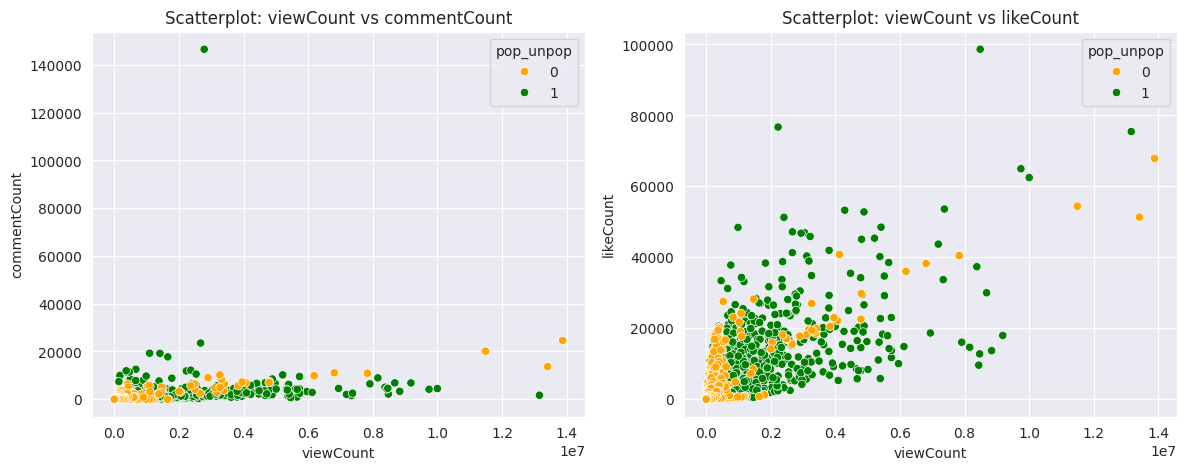 Scatterplot: viewCount vs commentCount
pop_unpop
0
1
140000
120000
100000
80000
60000
40000
20000
0
commentCount
0.0 0.2 0.4 0.6 0.8 1.0 1.2 1.4
1e7
viewCount
Scatterplot: viewCount vs likeCount
pop_unpop
0
1
100000
80000
60000
40000
20000
0
likeCount
0.0 0.2 0.4 0.6 0.8 1.0 1.2 1.4
1e7
viewCount